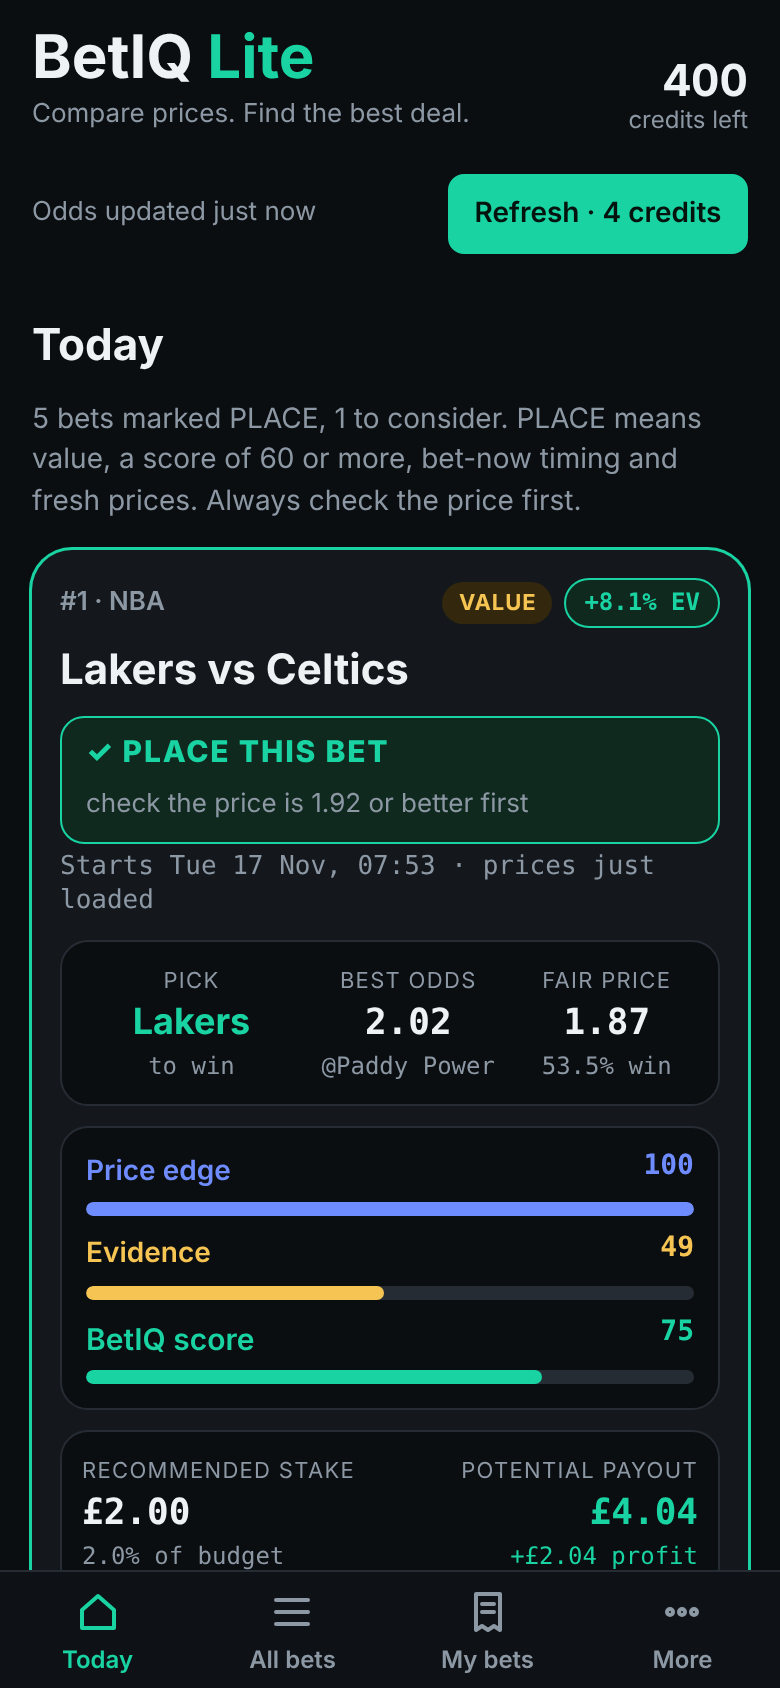 BetIQ Lite
Compare prices. Find the best deal.
400
credits left
Odds updated just now
Refresh · 4 credits
Today
5 bets marked PLACE, 1 to consider. PLACE means
value, a score of 60 or more, bet-now timing and
fresh prices. Always check the price first.
#1 · NBA
VALUE
+8.1% EV
Lakers vs Celtics
✓ PLACE THIS BET
check the price is 1.92 or better first
Starts Tue 17 Nov, 07:53 · prices just
loaded
PICK
Lakers
to win
BEST ODDS
2.02
@Paddy Power
FAIR PRICE
1.87
53.5% win
Price edge
100
Evidence
49
BetIQ score
75
RECOMMENDED STAKE
£2.00
2.0% of budget
POTENTIAL PAYOUT
£4.04
+£2.04 profit
Today
All bets
My bets
More